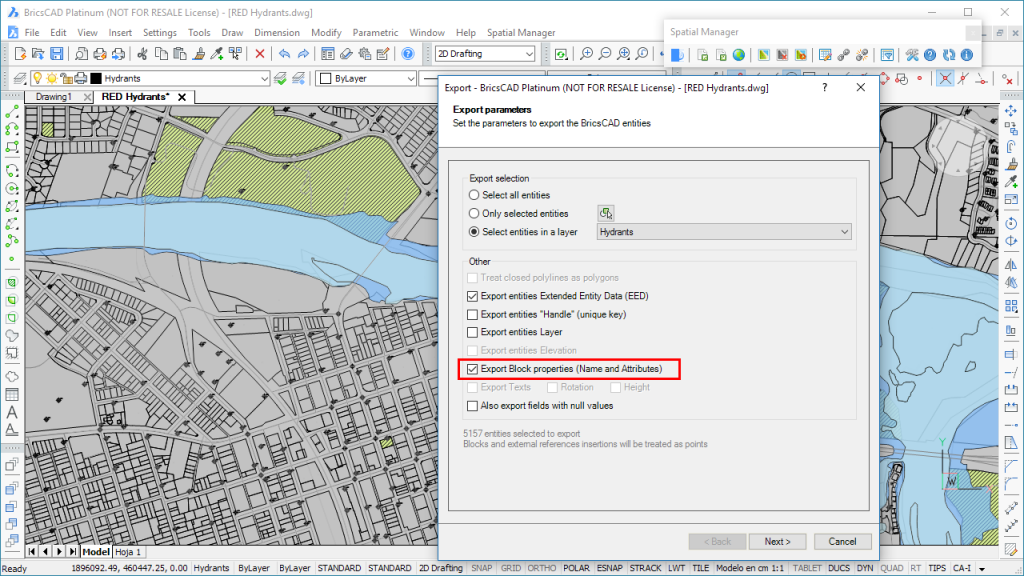 BricsCAD Platinum (NOT FOR RESALE License) - [RED Hydrants.dwg]
File Edit View Insert Settings Tools Draw Dimension Modify Parametric Window Help Spatial Manager
Spatial Manager
2D Drafting
Hydrants
ByLayer
Drawing1
RED Hydrants*
Export - BricsCAD Platinum (NOT FOR RESALE License) - [RED Hydrants.dwg]
?
Export parameters
Set the parameters to export the BricsCAD entities
Export selection
Select all entities
Only selected entities
Select entities in a layer
Hydrants
Other
Treat closed polylines as polygons
Export entities Extended Entity Data (EED)
Export entities "Handle" (unique key)
Export entities Layer
Export entities Elevation
Export Block properties (Name and Attributes)
Export Texts Rotation Height
Also export fields with null values
5157 entities selected to export
Blocks and external references insertions will be treated as points
< Back Next > Cancel
Y
W
Model Hoja 1
Ready 1896092.49, 460447.25, 0.00 Hydrants ByLayer ByLayer STANDARD STANDARD 2D Drafting SNAP GRID ORTHO POLAR ESNAP STRACK LWT TILE Modelo en cm 1:1 TABLET DUCS DYN QUAD RT TIPS CA-I